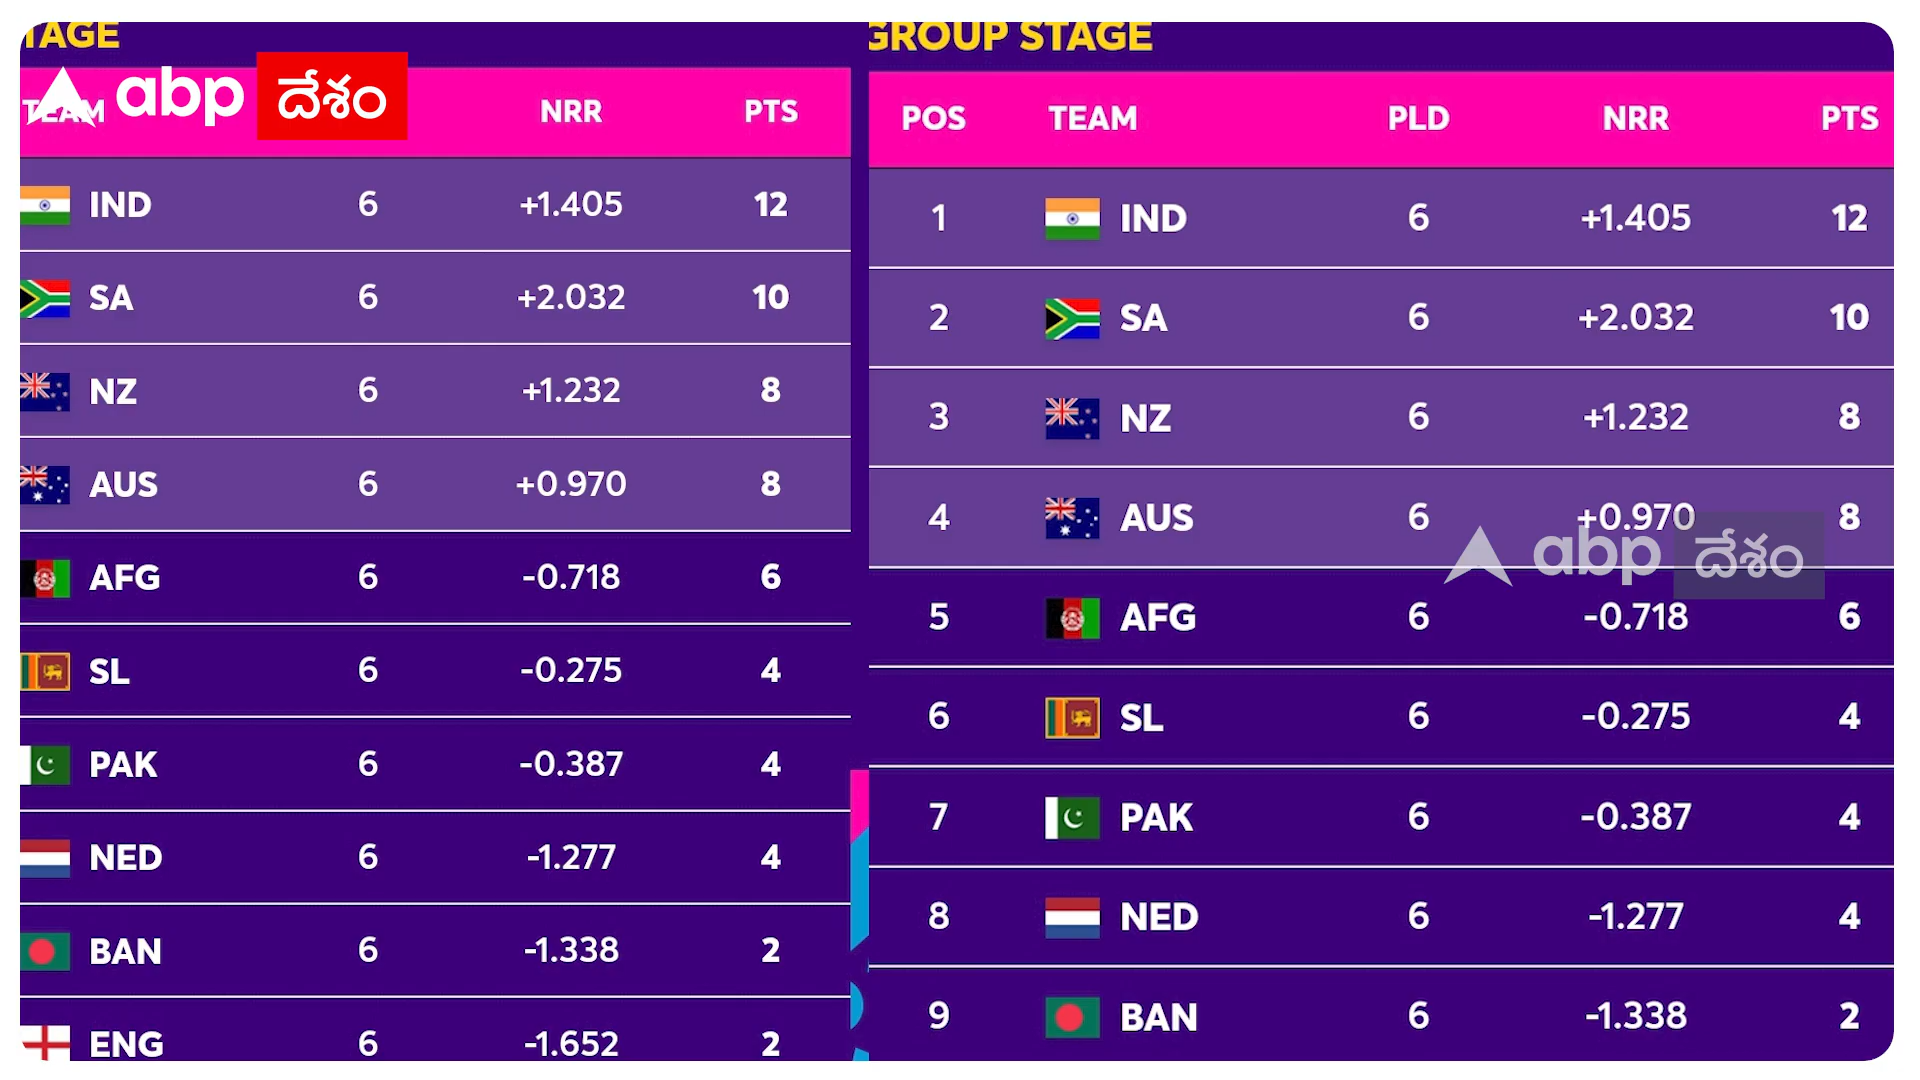 TAGE
abp దేశం
TEAM NRR PTS
IND 6 +1.405 12
SA 6 +2.032 10
NZ 6 +1.232 8
AUS 6 +0.970 8
AFG 6 -0.718 6
SL 6 -0.275 4
PAK 6 -0.387 4
NED 6 -1.277 4
BAN 6 -1.338 2
ENG 6 -1.652 2
GROUP STAGE
POS TEAM PLD NRR PTS
1 IND 6 +1.405 12
2 SA 6 +2.032 10
3 NZ 6 +1.232 8
4 AUS 6 +0.970 8
abp దేశం
5 AFG 6 -0.718 6
6 SL 6 -0.275 4
7 PAK 6 -0.387 4
8 NED 6 -1.277 4
9 BAN 6 -1.338 2